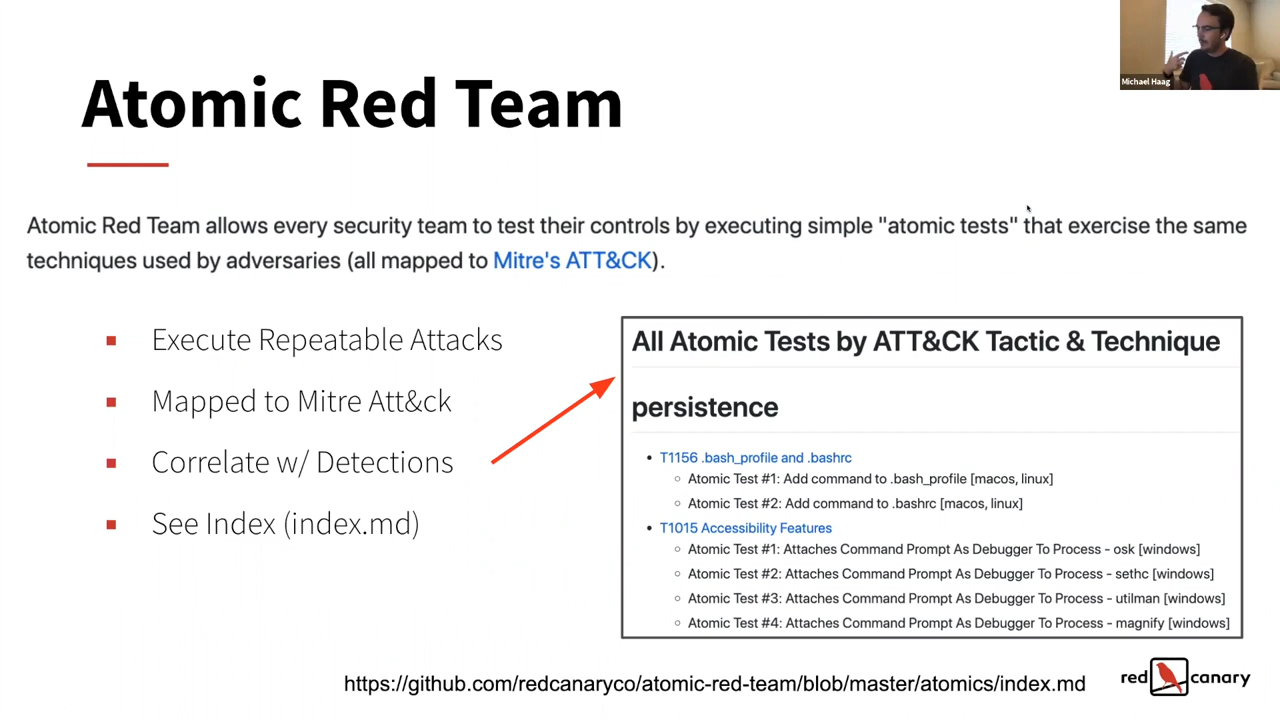 Michael Haag
Atomic Red Team
Atomic Red Team allows every security team to test their controls by executing simple "atomic tests" that exercise the same
techniques used by adversaries (all mapped to Mitre's ATT&CK).
▪ Execute Repeatable Attacks
▪ Mapped to Mitre Att&ck
▪ Correlate w/ Detections
▪ See Index (index.md)
All Atomic Tests by ATT&CK Tactic & Technique
persistence
• T1156 .bash_profile and .bashrc
○ Atomic Test #1: Add command to .bash_profile [macos, linux]
○ Atomic Test #2: Add command to .bashrc [macos, linux]
• T1015 Accessibility Features
○ Atomic Test #1: Attaches Command Prompt As Debugger To Process - osk [windows]
○ Atomic Test #2: Attaches Command Prompt As Debugger To Process - sethc [windows]
○ Atomic Test #3: Attaches Command Prompt As Debugger To Process - utilman [windows]
○ Atomic Test #4: Attaches Command Prompt As Debugger To Process - magnify [windows]
https://github.com/redcanaryco/atomic-red-team/blob/master/atomics/index.md
red canary